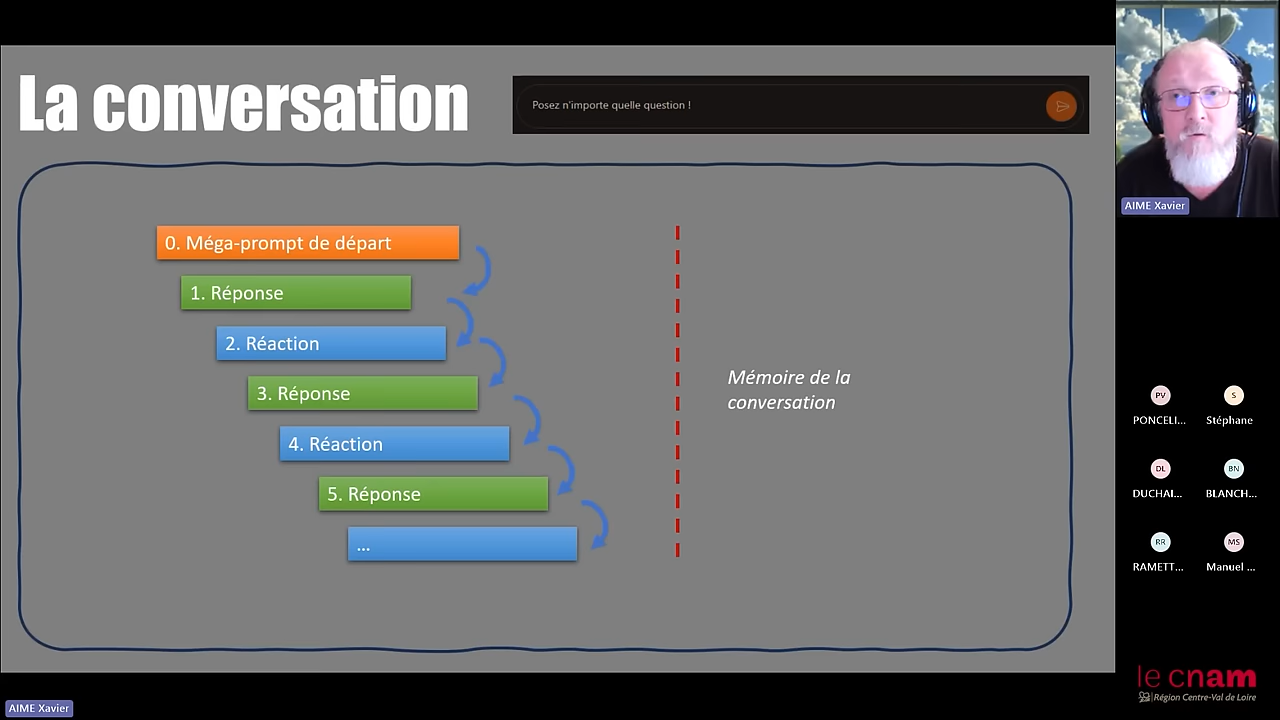 La conversation
Posez n'importe quelle question !
AIME Xavier
0. Méga-prompt de départ
1. Réponse
2. Réaction
3. Réponse
4. Réaction
5. Réponse
...
Mémoire de la
conversation
PV
S
PONCELI...
Stéphane
DL
BN
DUCHAI...
BLANCH...
RR
MS
RAMETT...
Manuel ...
le cnam
Région Centre-Val de Loire
AIME Xavier